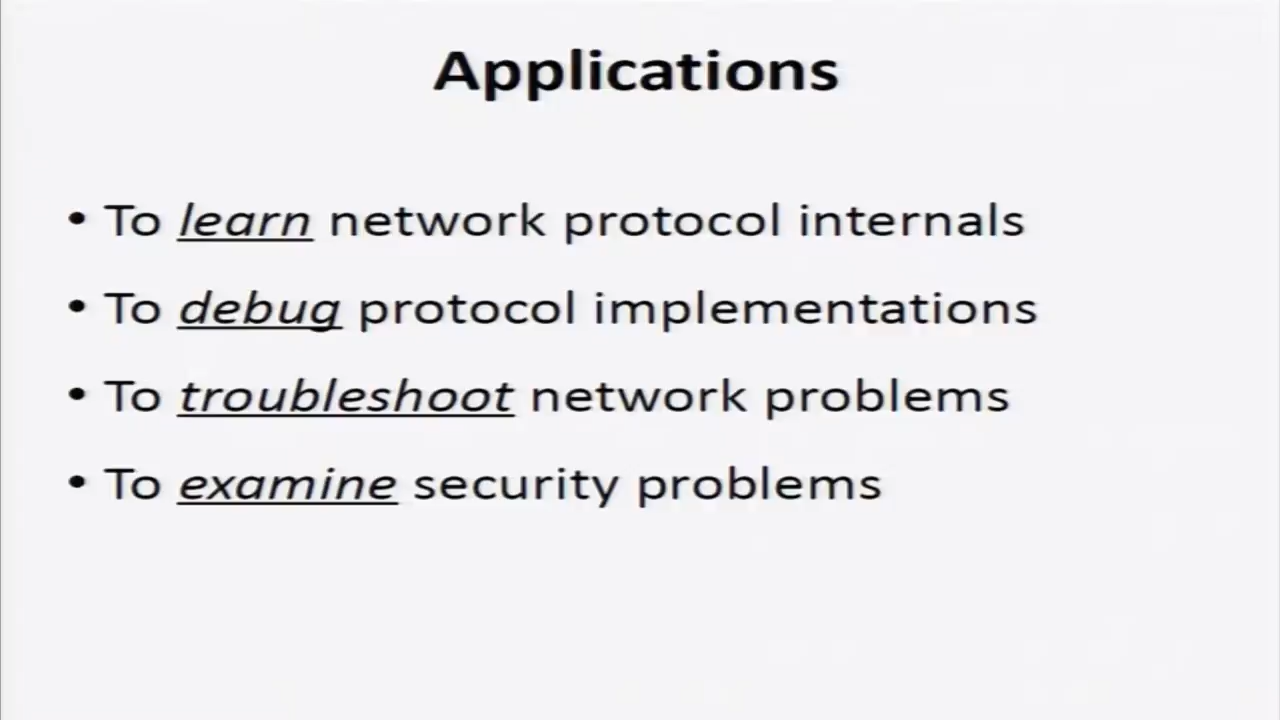 Applications
• To learn network protocol internals
• To debug protocol implementations
• To troubleshoot network problems
• To examine security problems